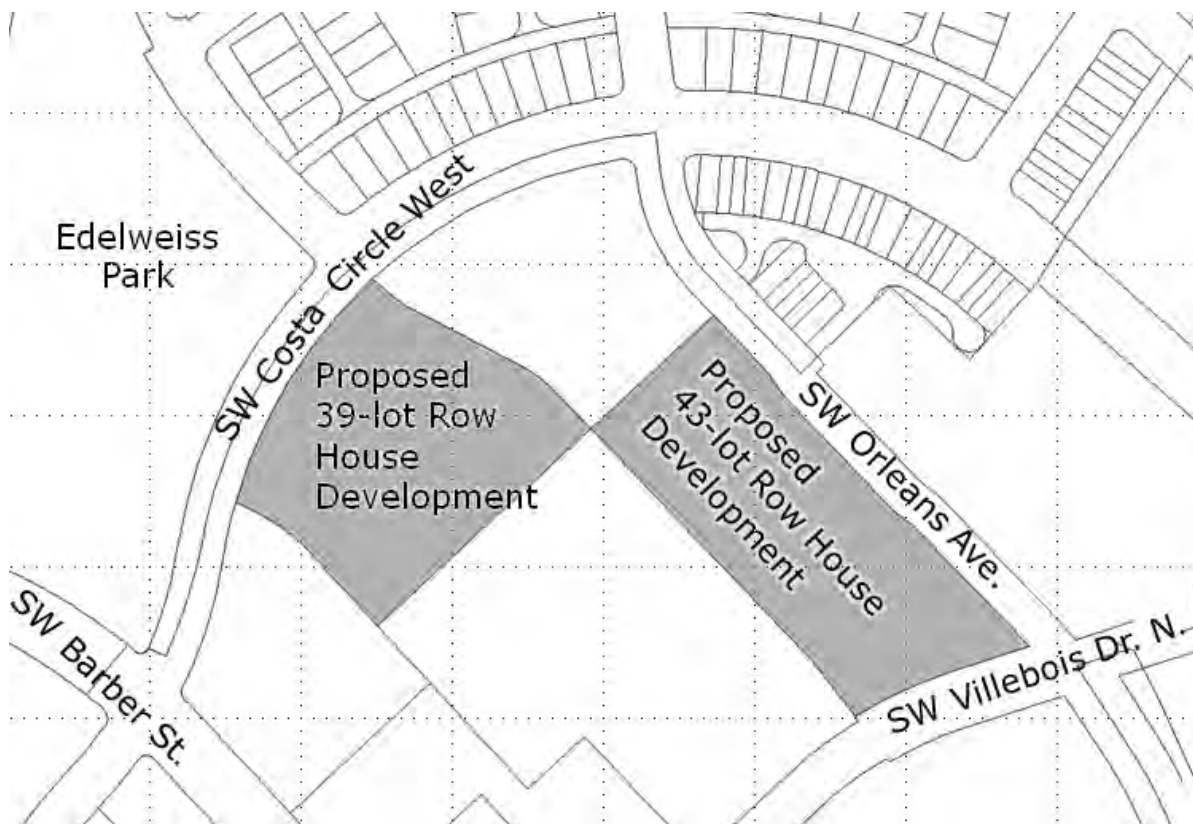 SW Costa Circle West
Edelweiss
Park
Proposed
39-lot Row
House
Development
Proposed
43-lot Row House
Development
SW Orleans Ave.
SW Barber St.
SW Villebois Dr. N.